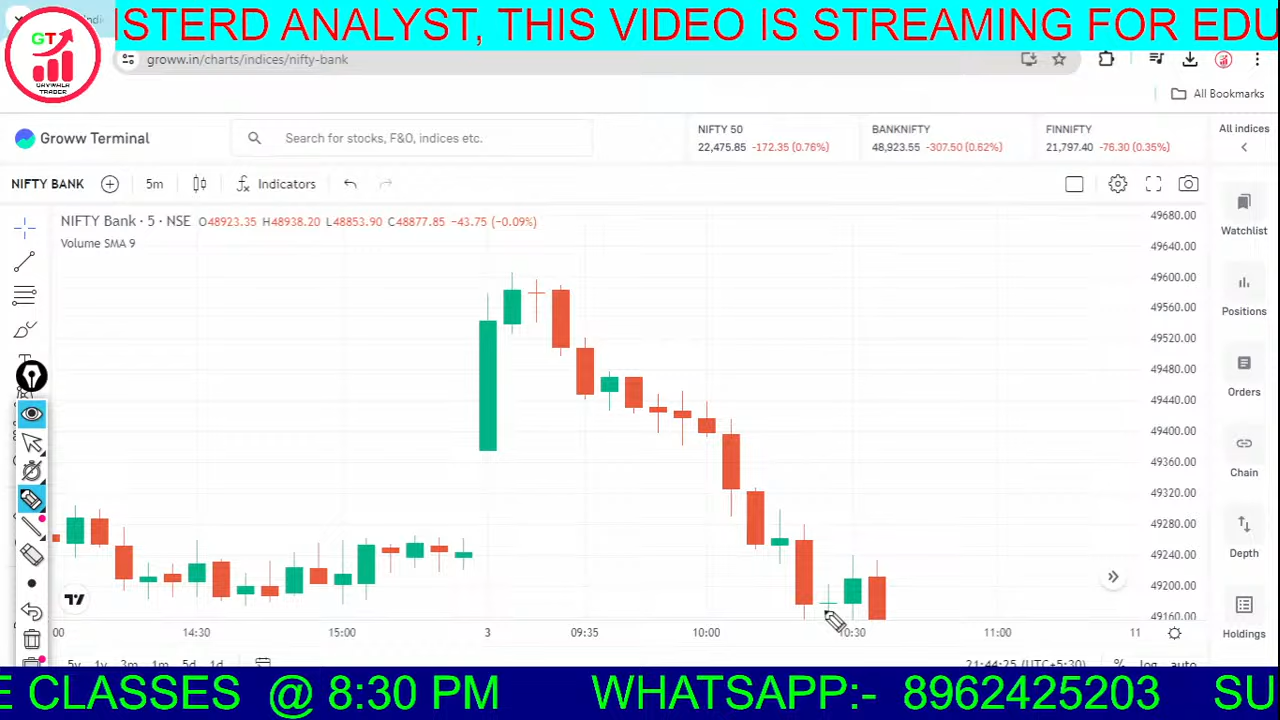 ISTERD ANALYST, THIS VIDEO IS STREAMING FOR EDU
GT
TRADER
groww.in/charts/indices/nifty-bank
All Bookmarks
Groww Terminal
Search for stocks, F&O, indices etc.
NIFTY 50
22,475.85 -172.35 (0.76%)
BANKNIFTY
48,923.55 -307.50 (0.62%)
FINNIFTY
21,797.40 -76.30 (0.35%)
All indices
NIFTY BANK
5m
Indicators
NIFTY Bank · 5 · NSE O48923.35 H48938.20 L48853.90 C48877.85 -43.75 (-0.09%)
Volume SMA 9
49680.00
49640.00
49600.00
49560.00
49520.00
49480.00
49440.00
49400.00
49360.00
49320.00
49280.00
49240.00
49200.00
49160.00
Watchlist
Positions
Orders
Chain
Depth
Holdings
:00 14:30 15:00 3 09:35 10:00 10:30 11:00 11
5y 1y 3m 1m 5d 1d
21:44:25 (UTC+5:30) % log auto
E CLASSES @ 8:30 PM WHATSAPP:- 8962425203 SU